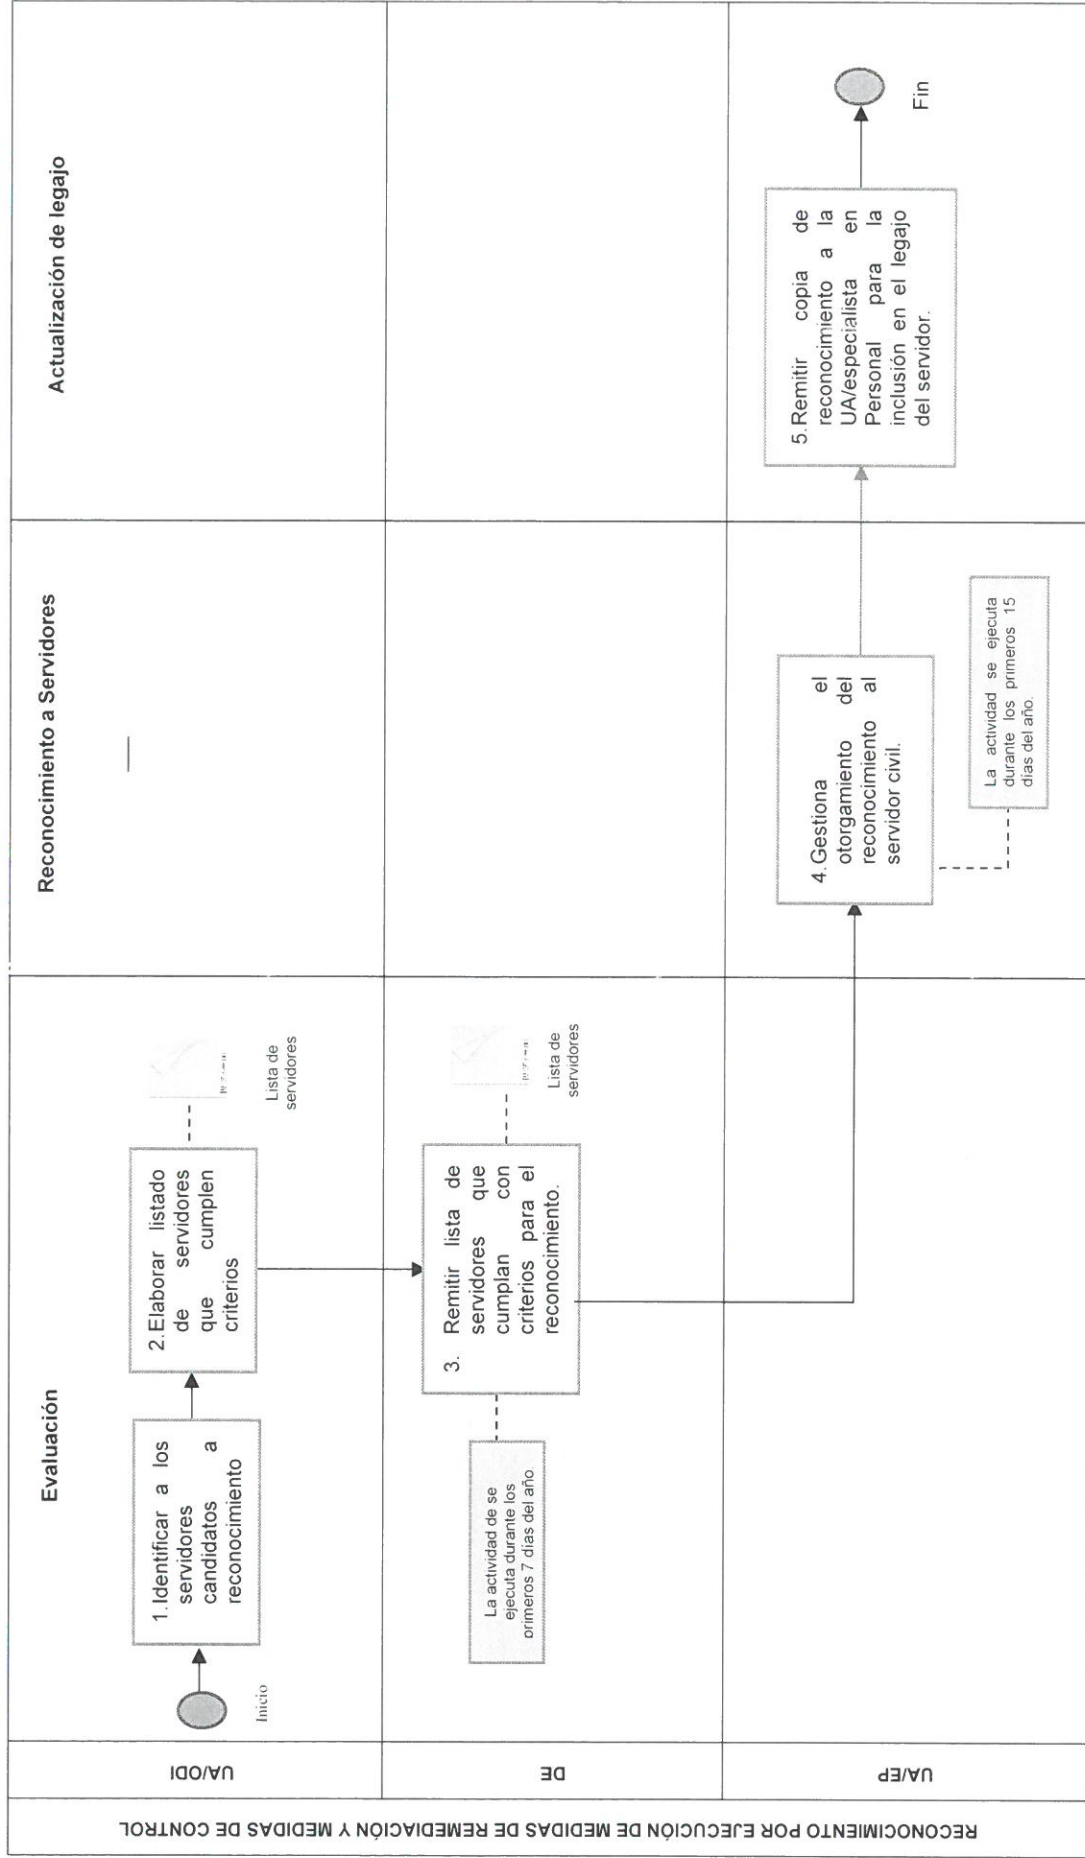 RECONOCIMIENTO POR EJECUCIÓN DE MEDIDAS DE REMEDIACIÓN Y MEDIDAS DE CONTROL
Evaluación
Reconocimiento a Servidores
Actualización de legajo
UA/ODI
Inicio
1. Identificar a los
servidores
candidatos a
reconocimiento
2. Elaborar listado
de servidores
que cumplen
criterios
Lista de
servidores
DE
La actividad de se
ejecuta durante los
primeros 7 días del año
3. Remitir lista de
servidores que
cumplan con
criterios para el
reconocimiento.
Lista de
servidores
UA/EP
4. Gestiona el
otorgamiento del
reconocimiento al
servidor civil.
La actividad se ejecuta
durante los primeros 15
días del año.
5. Remitir copia de
reconocimiento a la
UA/especialista en
Personal para la
inclusión en el legajo
del servidor.
Fin